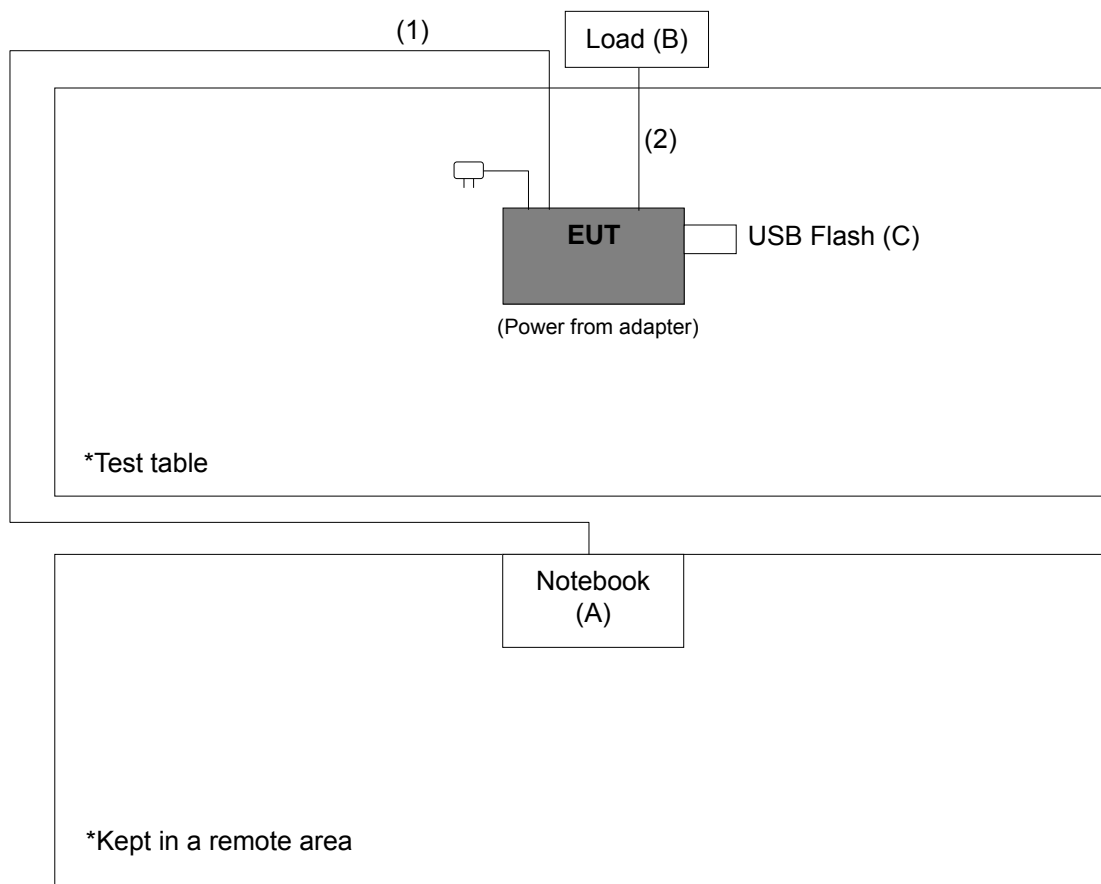 (1)
Load (B)
(2)
EUT
USB Flash (C)
(Power from adapter)
*Test table
Notebook
(A)
*Kept in a remote area